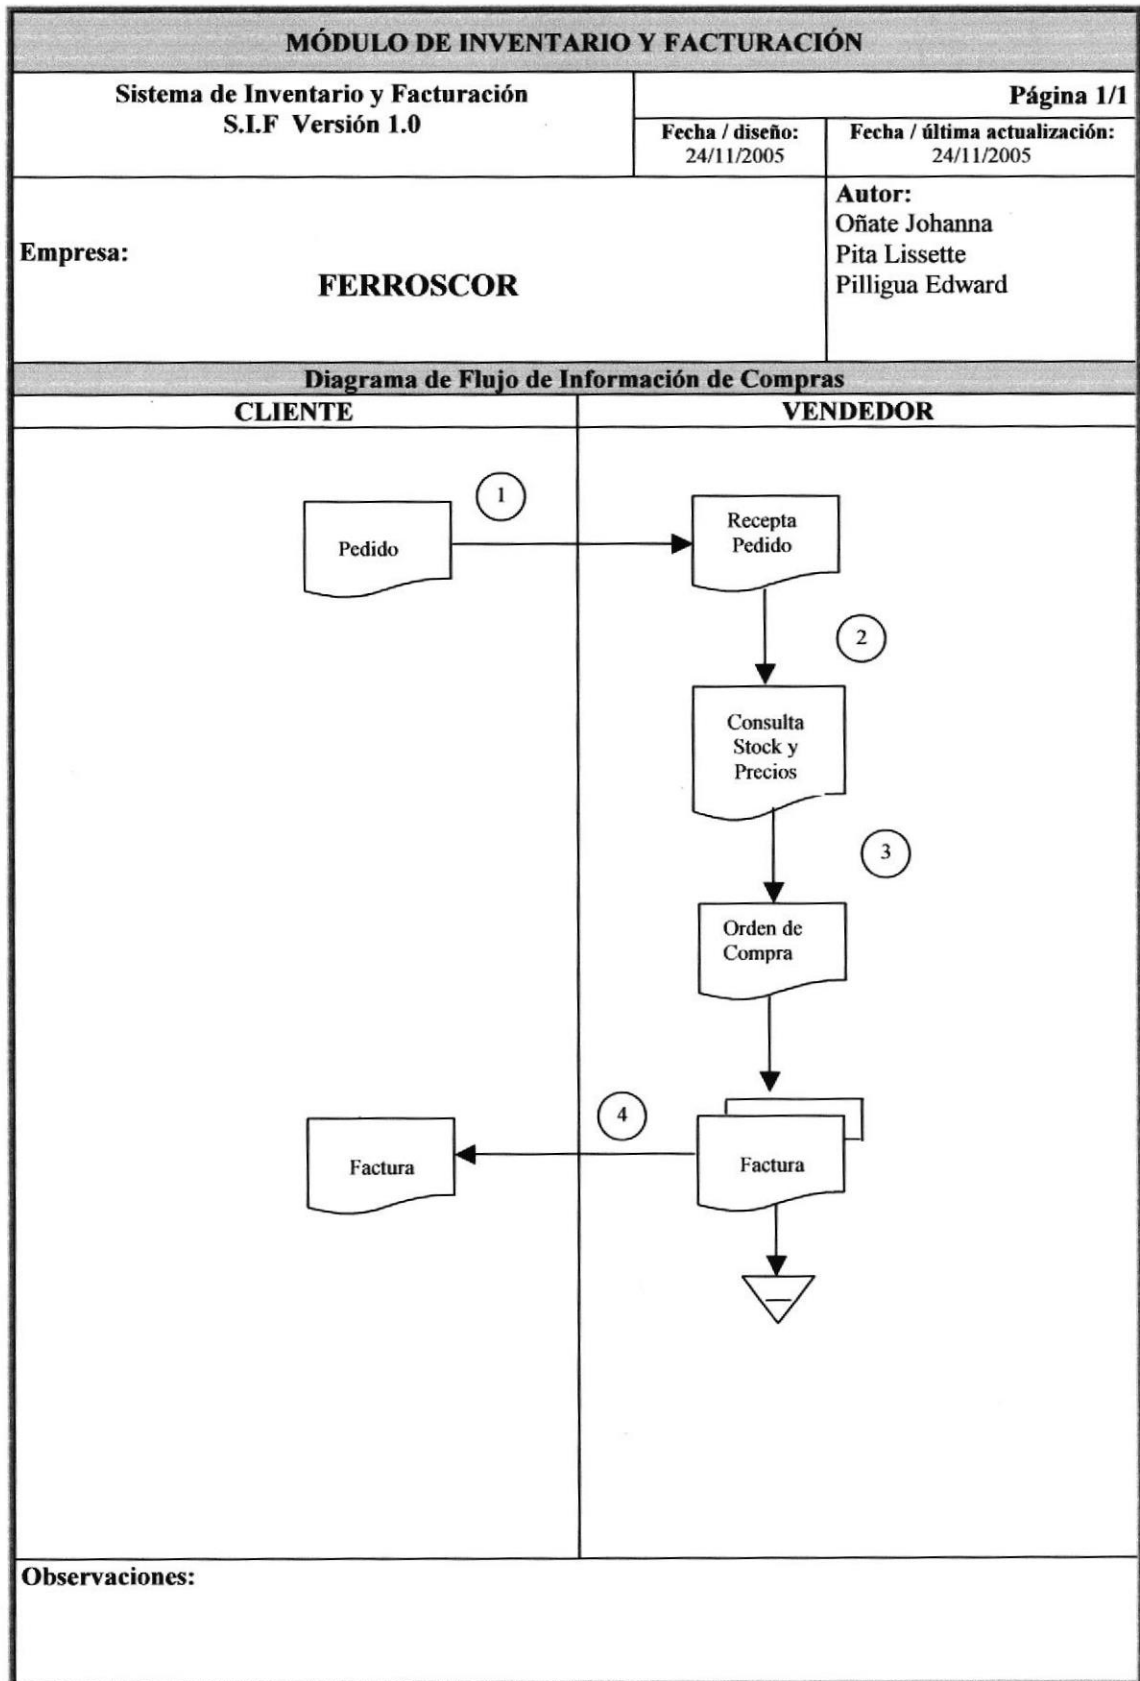 MÓDULO DE INVENTARIO Y FACTURACIÓN
Sistema de Inventario y Facturación
S.I.F Versión 1.0
Página 1/1
Fecha / diseño:
24/11/2005
Fecha / última actualización:
24/11/2005
Empresa:
FERROSCOR
Autor:
Oñate Johanna
Pita Lissette
Pilligua Edward
Diagrama de Flujo de Información de Compras
CLIENTE
VENDEDOR
1
Pedido
Recepta
Pedido
2
Consulta
Stock y
Precios
3
Orden de
Compra
4
Factura
Factura
Observaciones: